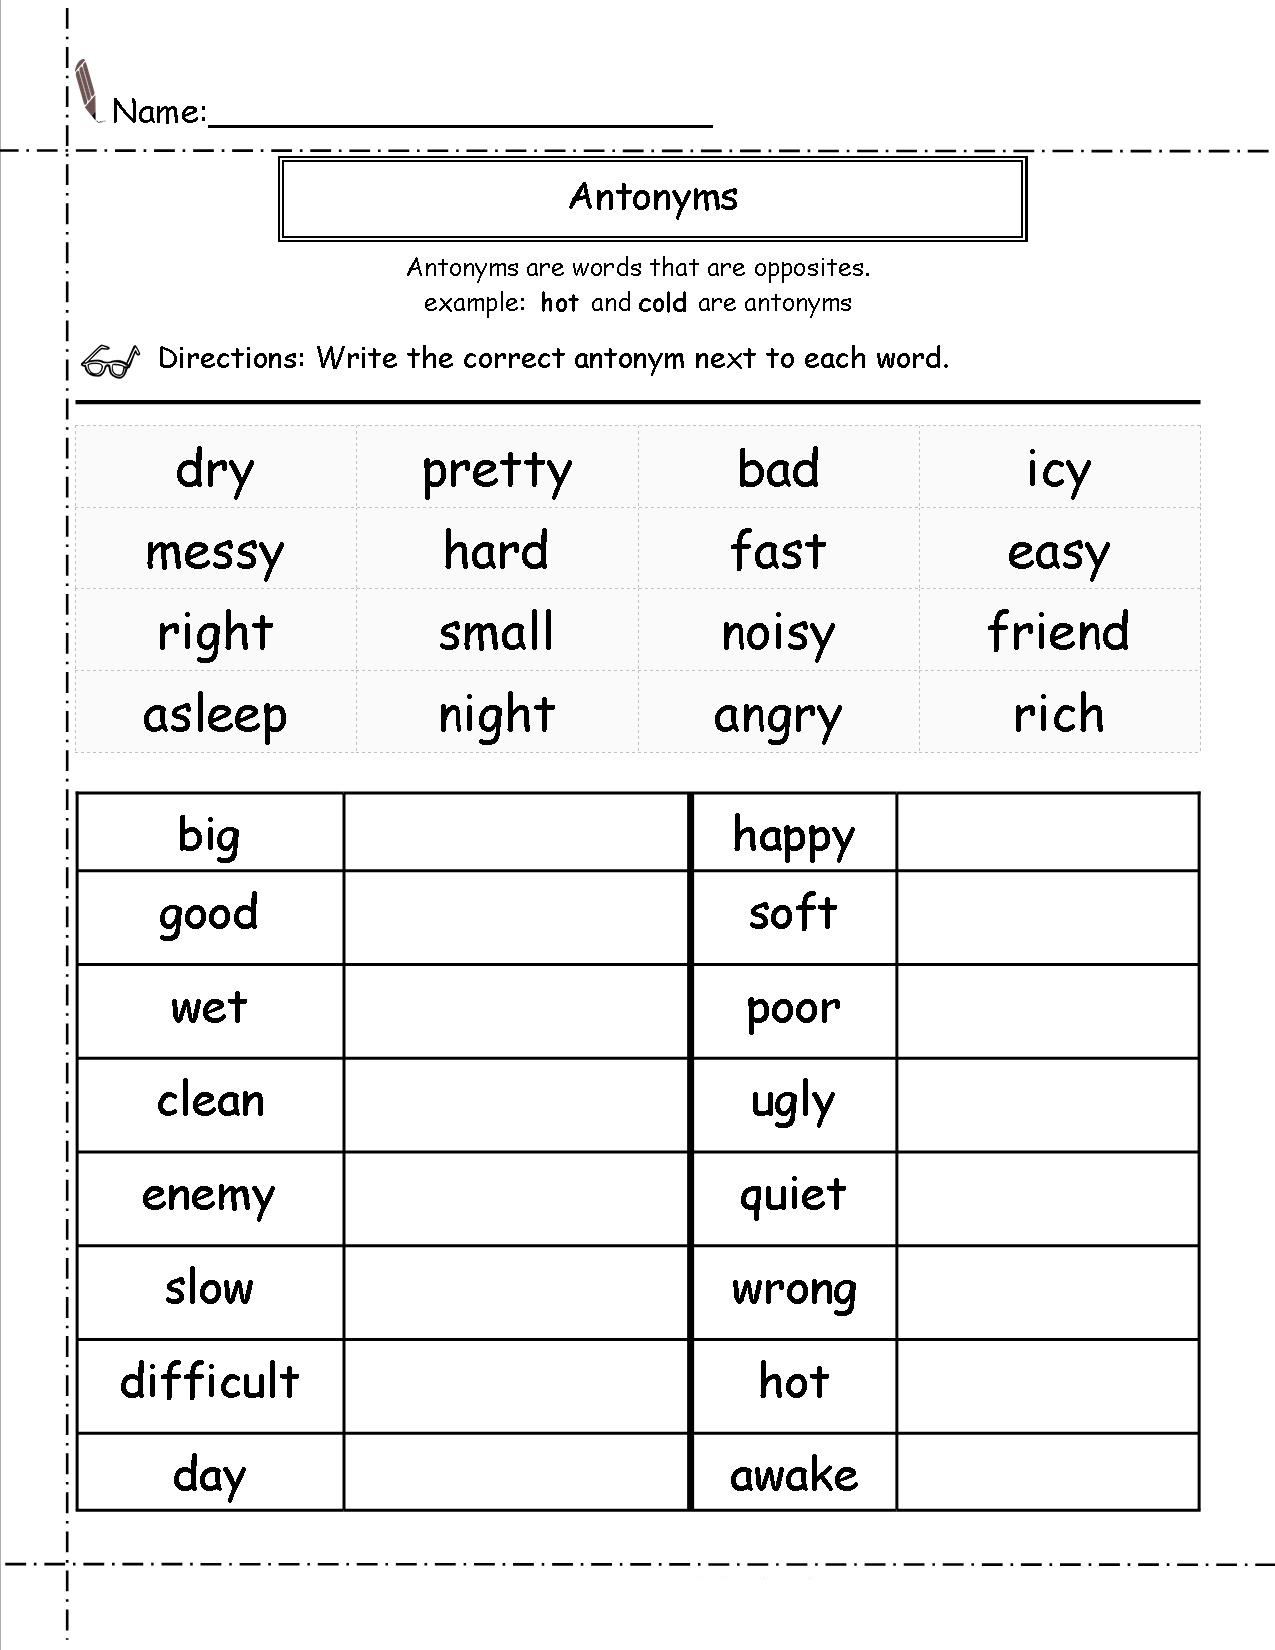 Name:
Antonyms
Antonyms are words that are opposites.
example: hot and cold are antonyms
Directions: Write the correct antonym next to each word.
dry pretty bad icy
messy hard fast easy
right small noisy friend
asleep night angry rich
big happy
good soft
wet poor
clean ugly
enemy quiet
slow wrong
difficult hot
day awake